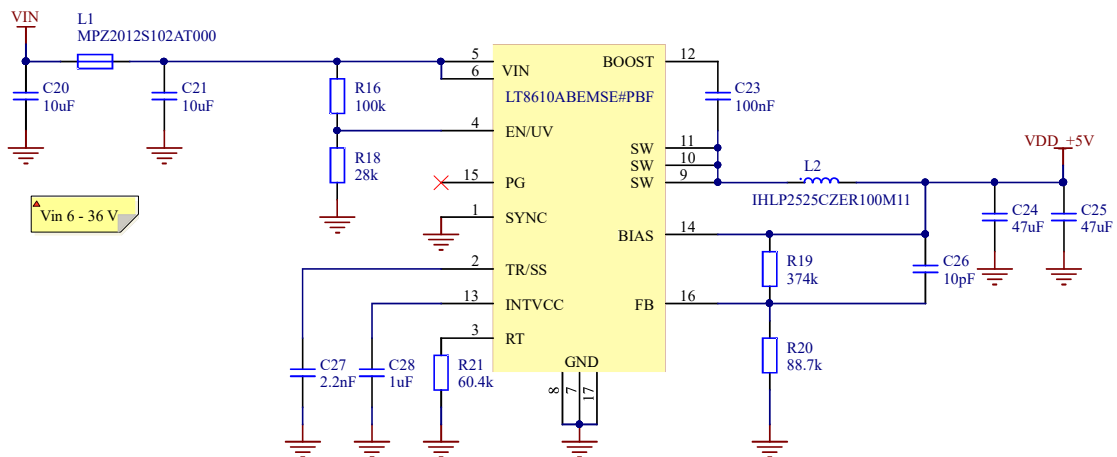 VIN
L1
MPZ2012S102AT000
C20
10uF
C21
10uF
R16
100k
R18
28k
Vin 6 - 36 V
5
6
4
15
1
2
13
3
VIN
LT8610ABEMSE#PBF
EN/UV
PG
SYNC
TR/SS
INTVCC
RT
BOOST
SW
SW
SW
BIAS
FB
GND
8
7
17
12
11
10
9
14
16
C23
100nF
L2
IHLP2525CZER100M11
VDD_+5V
C24
47uF
C25
47uF
R19
374k
C26
10pF
R20
88.7k
C27
2.2nF
C28
1uF
R21
60.4k